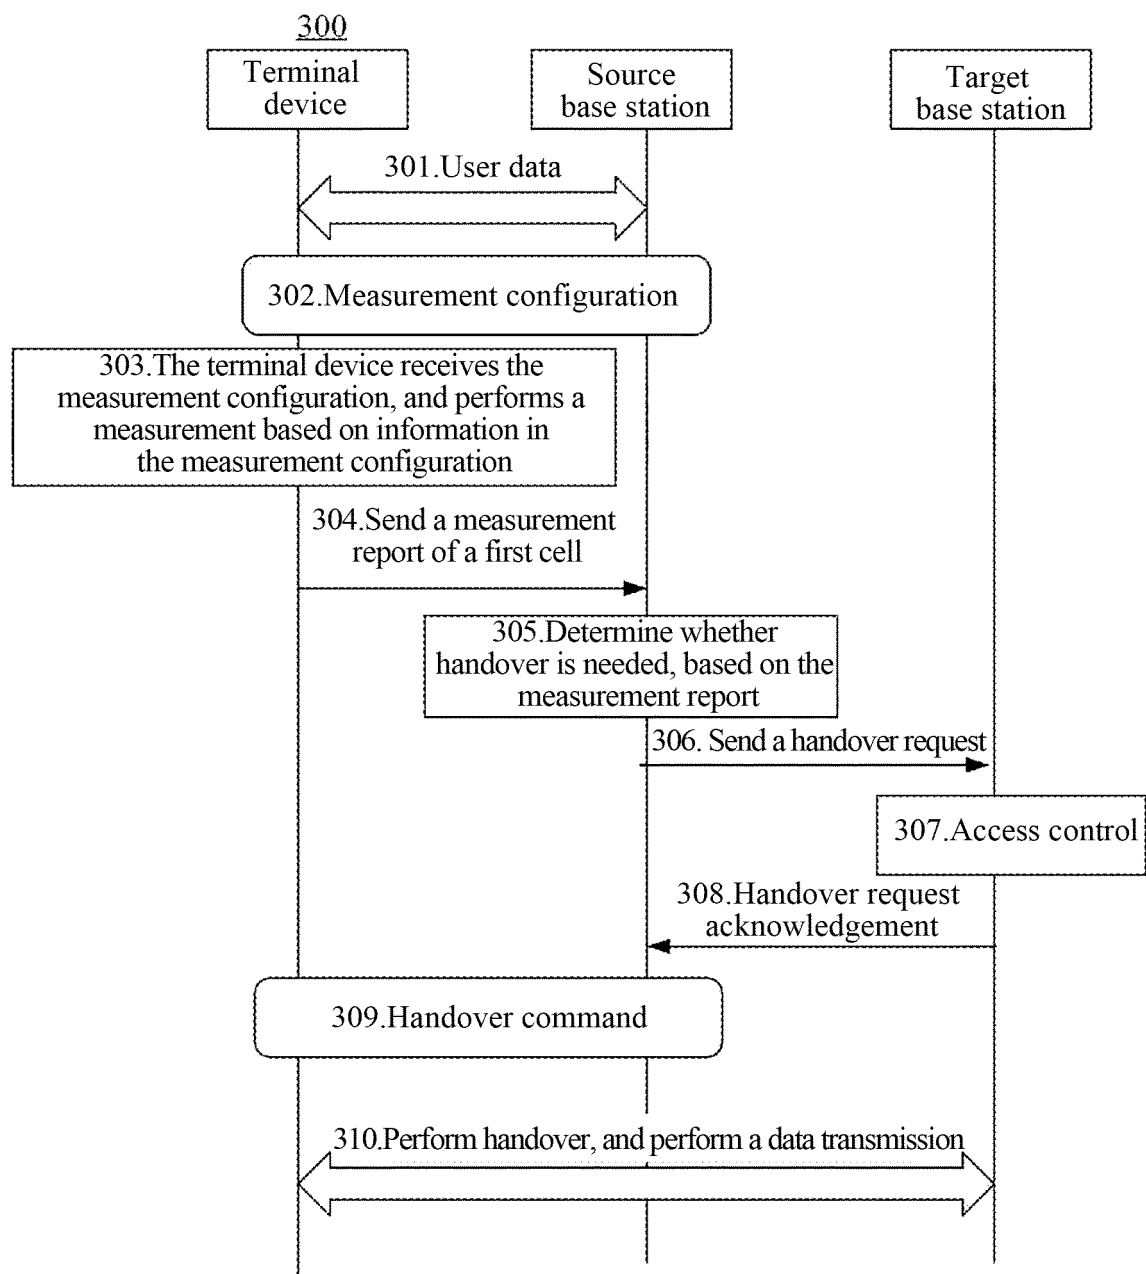 300
Terminal
device
Source
base station
Target
base station
301.User data
302.Measurement configuration
303.The terminal device receives the
measurement configuration, and performs a
measurement based on information in
the measurement configuration
304.Send a measurement
report of a first cell
305.Determine whether
handover is needed, based on the
measurement report
306. Send a handover request
307.Access control
308.Handover request
acknowledgement
309.Handover command
310.Perform handover, and perform a data transmission